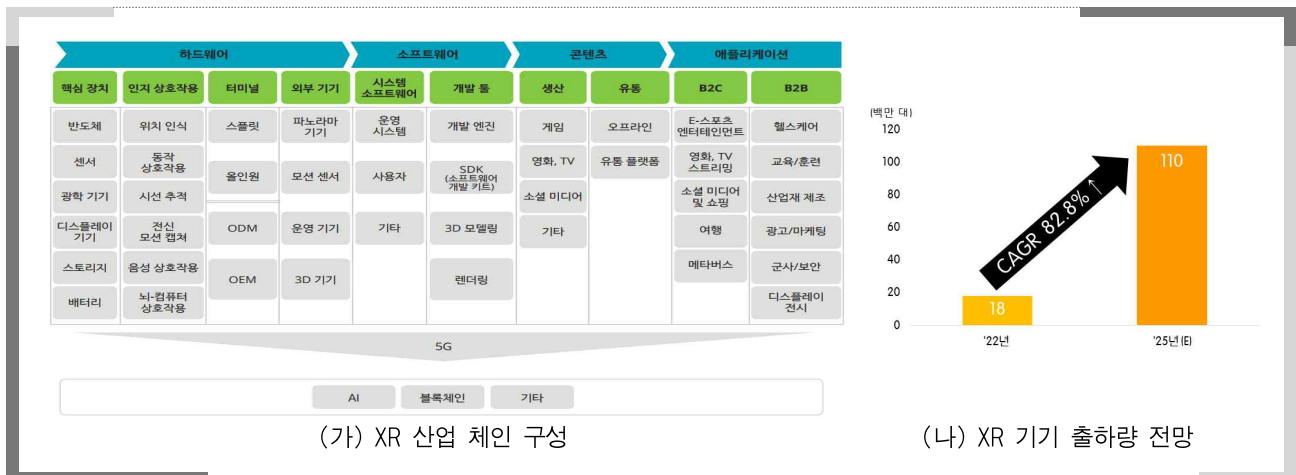 하드웨어
소프트웨어
콘텐츠
애플리케이션
핵심 장치
인지 상호작용
터미널
외부 기기
시스템
소프트웨어
개발 툴
생산
유통
B2C
B2B
반도체
센서
광학 기기
디스플레이
기기
스토리지
배터리
위치 인식
동작
상호작용
시선 추적
전신
모션 캡처
음성 상호작용
뇌-컴퓨터
상호작용
스플릿
올인원
ODM
OEM
파노라마
기기
모션 센서
운영 기기
3D 기기
운영
시스템
사용자
기타
개발 엔진
SDK
(소프트웨어
개발 키트)
3D 모델링
렌더링
게임
영화, TV
소셜 미디어
기타
오프라인
유통 플랫폼
E-스포츠
엔터테인먼트
영화, TV
스트리밍
소셜 미디어
및 쇼핑
여행
메타버스
헬스케어
교육/훈련
산업재 제조
광고/마케팅
군사/보안
디스플레이
전시
5G
AI
블록체인
기타
(가) XR 산업 체인 구성
(백만 대)
120
100
80
60
40
20
0
18
110
CAGR 82.8% ↑
'22년
'25년(E)
(나) XR 기기 출하량 전망